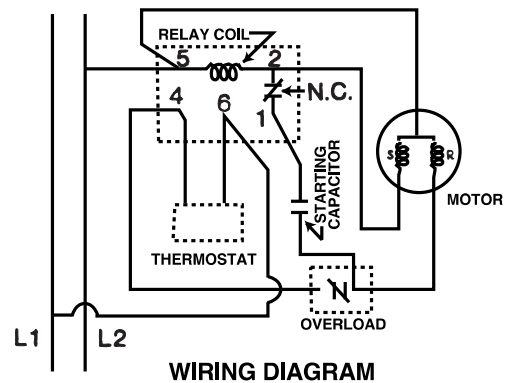 RELAY COIL
5
2
4
6
N.C.
1
S
R
STARTING
CAPACITOR
MOTOR
THERMOSTAT
OVERLOAD
L1
L2
WIRING DIAGRAM